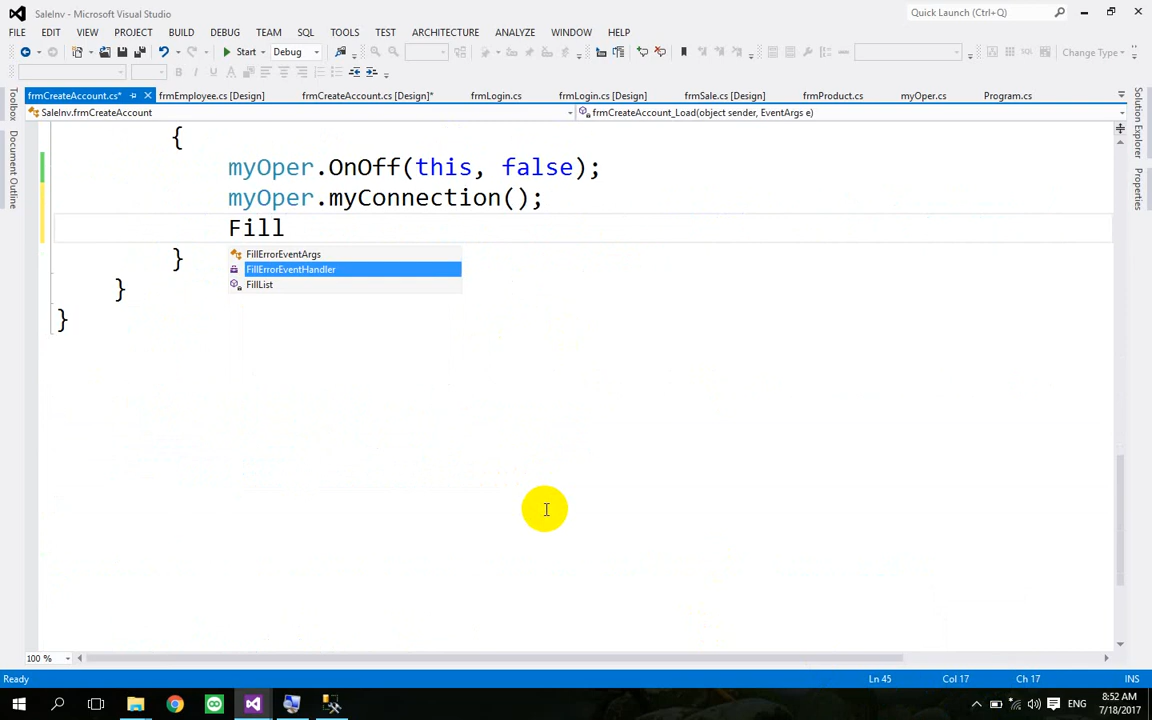 SaleInv - Microsoft Visual Studio
Quick Launch (Ctrl+Q)
FILE EDIT VIEW PROJECT BUILD DEBUG TEAM SQL TOOLS TEST ARCHITECTURE ANALYZE WINDOW HELP
Start Debug Change Type
B I U A
frmCreateAccount.cs* frmEmployee.cs [Design] frmCreateAccount.cs [Design]* frmLogin.cs frmLogin.cs [Design] frmSale.cs [Design] frmProduct.cs myOper.cs Program.cs
SaleInv.frmCreateAccount frmCreateAccount_Load(object sender, EventArgs e)
Toolbox
Document Outline
Solution Explorer
Properties
{
myOper.OnOff(this, false);
myOper.myConnection();
Fill
FillErrorEventArgs
FillErrorEventHandler
FillList
}
}
}
100 %
Ready Ln 45 Col 17 Ch 17 INS
ENG 8:52 AM
7/18/2017